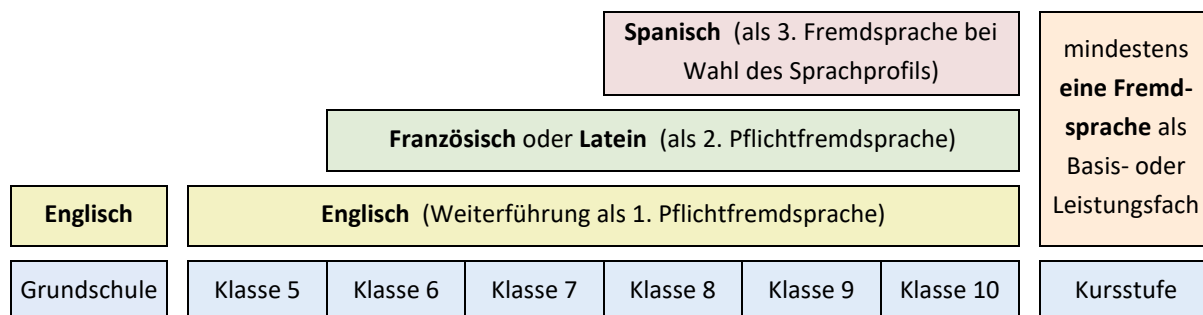 Spanisch (als 3. Fremdsprache bei
Wahl des Sprachprofils)
mindestens
eine Fremd-
sprache als
Basis- oder
Leistungsfach
Französisch oder Latein (als 2. Pflichtfremdsprache)
Englisch
Englisch (Weiterführung als 1. Pflichtfremdsprache)
Grundschule
Klasse 5
Klasse 6
Klasse 7
Klasse 8
Klasse 9
Klasse 10
Kursstufe